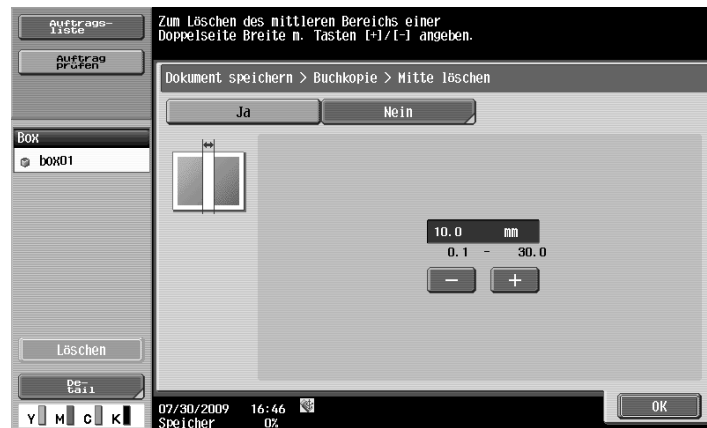 Auftrags-
liste
Auftrag
prüfen
Box
box01
Löschen
De-
tail
Y M C K
Zum Löschen des mittleren Bereichs einer
Doppelseite Breite m. Tasten [+]/[-] angeben.
Dokument speichern > Buchkopie > Mitte löschen
Ja
Nein
10.0 mm
0.1 - 30.0
- +
07/30/2009 16:46
Speicher 0%
OK